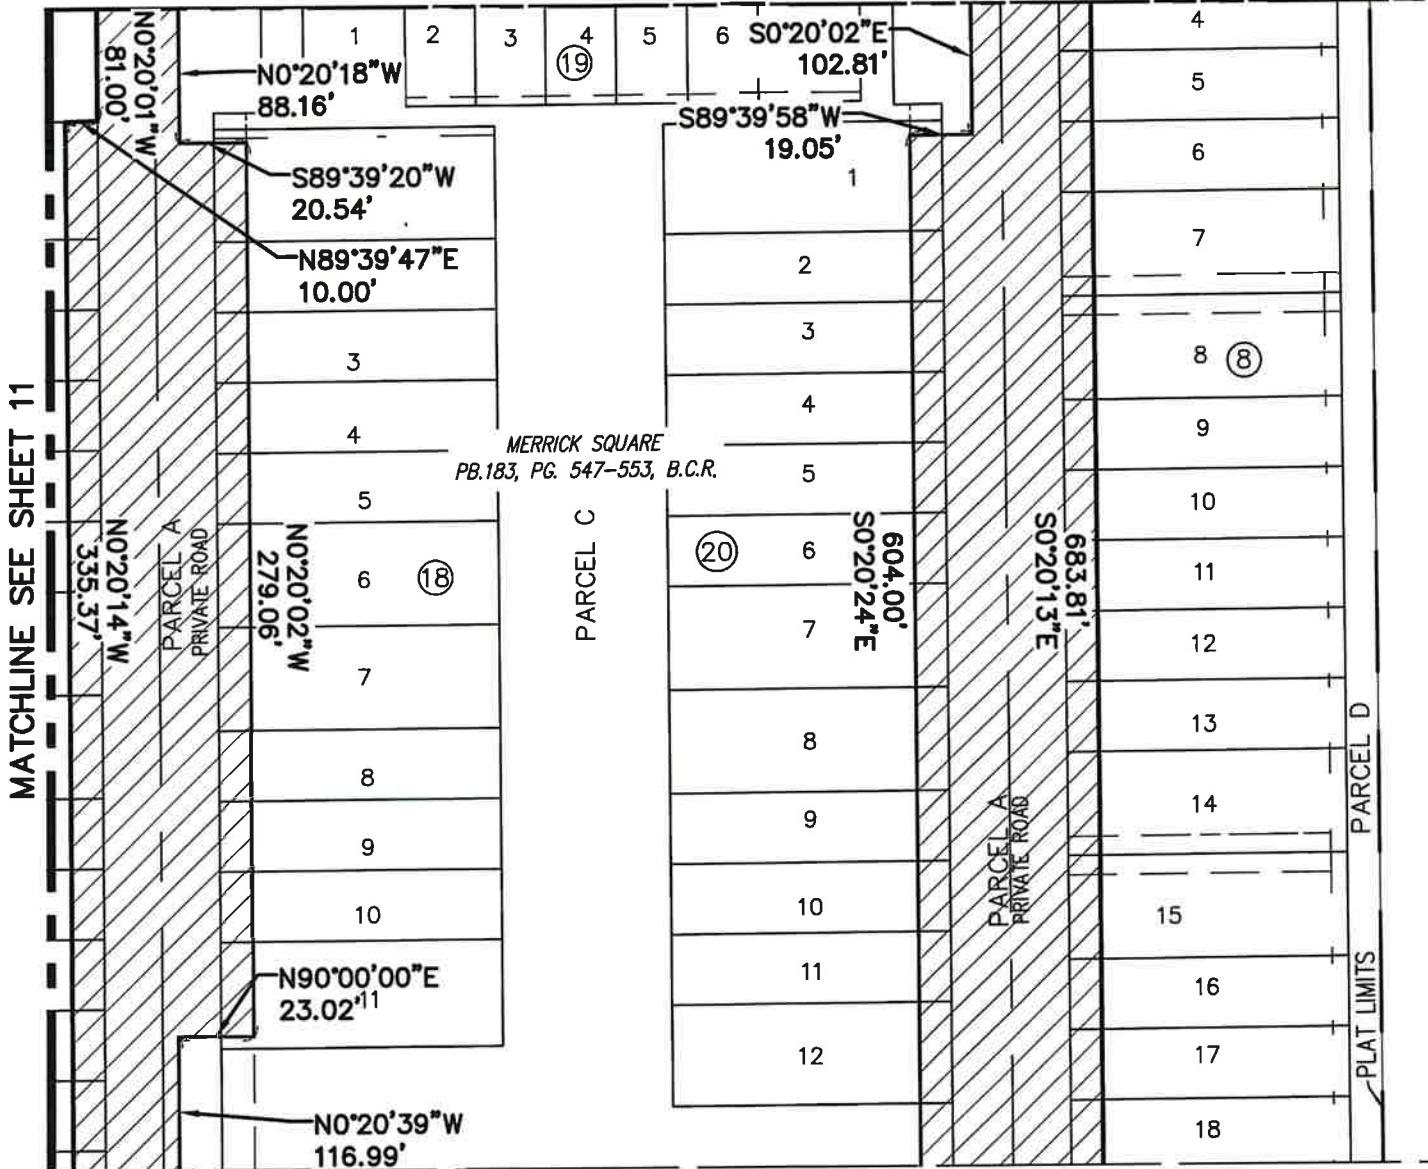 MATCHLINE SEE SHEET 11
N0°20'01"W
81.00'
N0°20'18"W
88.16'
S89°39'20"W
20.54'
N89°39'47"E
10.00'
1
2
3
4
5
6
19
S0°20'02"E
102.81'
S89°39'58"W
19.05'
3
4
5
6
18
7
8
9
10
11
N0°20'14"W
335.37'
PARCEL A
PRIVATE ROAD
N0°20'02"W
279.06'
N90°00'00"E
23.02'
N0°20'39"W
116.99'
MERRICK SQUARE
PB.183, PG. 547-553, B.C.R.
PARCEL C
1
2
3
4
5
20
6
7
8
9
10
11
12
604.00'
S0°20'24"E
683.81'
S0°20'13"E
PARCEL A
PRIVATE ROAD
4
5
6
7
8
8
9
10
11
12
13
14
15
16
17
18
PARCEL D
PLAT LIMITS